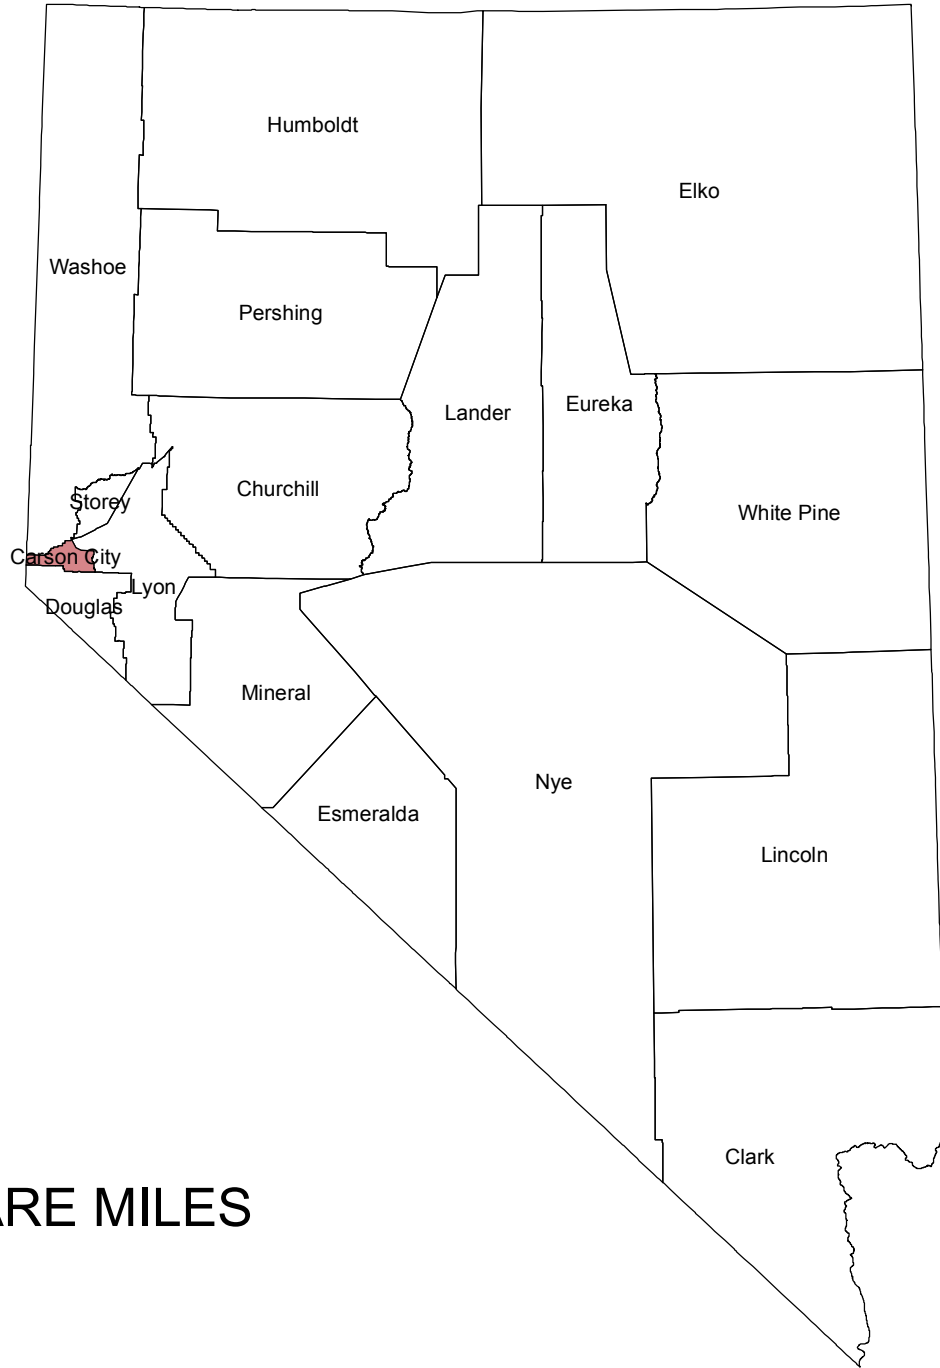 Humboldt
Elko
Washoe
Pershing
Eureka
Lander
Churchill
Storey
White Pine
Carson City
Lyon
Douglas
Mineral
Nye
Esmeralda
Lincoln
Clark
ARE MILES